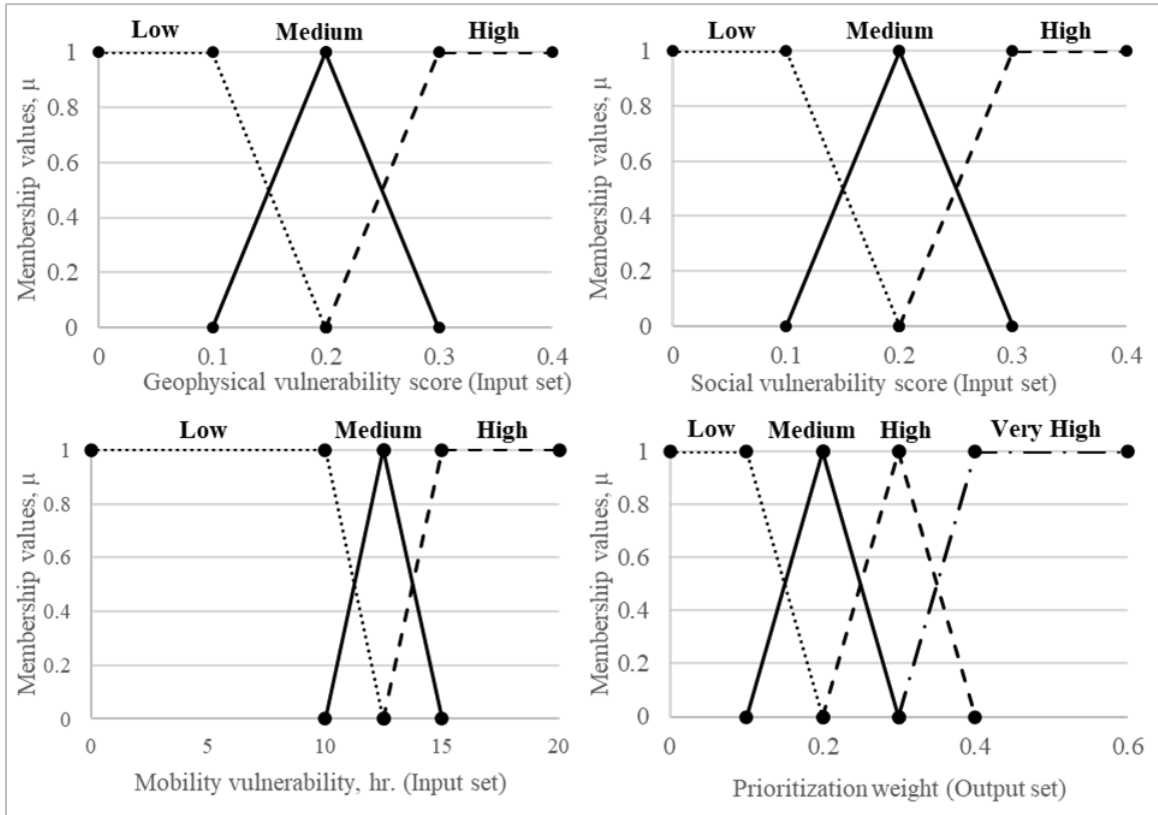 Low Medium High
1
0.8
0.6
0.4
0.2
0
Membership values, μ
0 0.1 0.2 0.3 0.4
Geophysical vulnerability score (Input set)
Low Medium High
1
0.8
0.6
0.4
0.2
0
Membership values, μ
0 0.1 0.2 0.3 0.4
Social vulnerability score (Input set)
Low Medium High
1
0.8
0.6
0.4
0.2
0
Membership values, μ
0 5 10 15 20
Mobility vulnerability, hr. (Input set)
Low Medium High Very High
1
0.8
0.6
0.4
0.2
0
Membership values, μ
0 0.2 0.4 0.6
Prioritization weight (Output set)